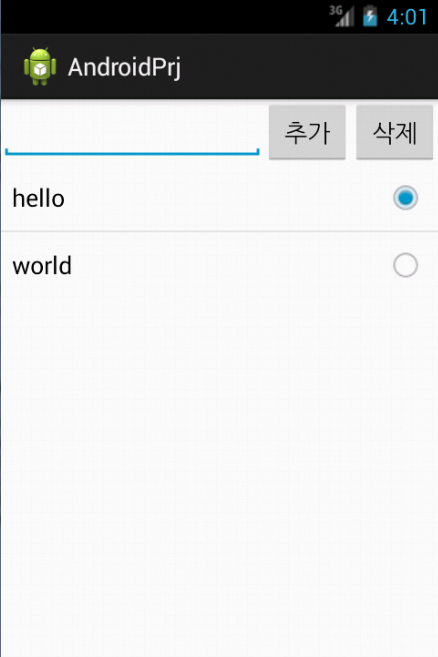 3G 4:01
AndroidPrj
추가 삭제
hello
world